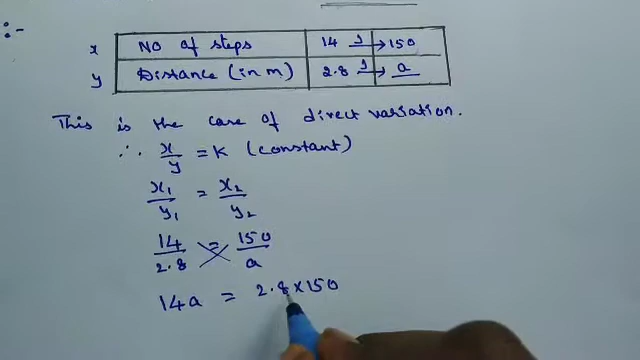 :-
x No of steps 14 → 150
y Distance (in m) 2.8 → a
This is the case of direct variation.
∴ x/y = K (constant)
x₁/y₁ = x₂/y₂
14/2.8 = 150/a
14a = 2.8 × 150